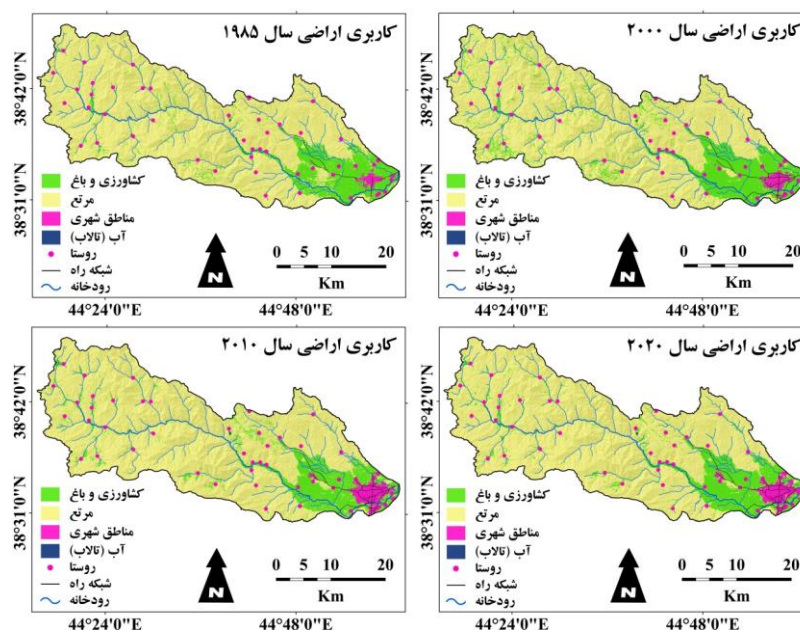 کاربری اراضی سال ۱۹۸۵
38°42'0"N
38°31'0"N
کشاورزی و باغ
مرتع
مناطق شهری
آب (تالاب)
روستا
شبکه راه
رودخانه
N
0 5 10 20
Km
44°24'0"E 44°48'0"E
کاربری اراضی سال ۲۰۰۰
38°42'0"N
38°31'0"N
کشاورزی و باغ
مرتع
مناطق شهری
آب (تالاب)
روستا
شبکه راه
رودخانه
N
0 5 10 20
Km
44°24'0"E 44°48'0"E
کاربری اراضی سال ۲۰۱۰
38°42'0"N
38°31'0"N
کشاورزی و باغ
مرتع
مناطق شهری
آب (تالاب)
روستا
شبکه راه
رودخانه
N
0 5 10 20
Km
44°24'0"E 44°48'0"E
کاربری اراضی سال ۲۰۲۰
38°42'0"N
38°31'0"N
کشاورزی و باغ
مرتع
مناطق شهری
آب (تالاب)
روستا
شبکه راه
رودخانه
N
0 5 10 20
Km
44°24'0"E 44°48'0"E